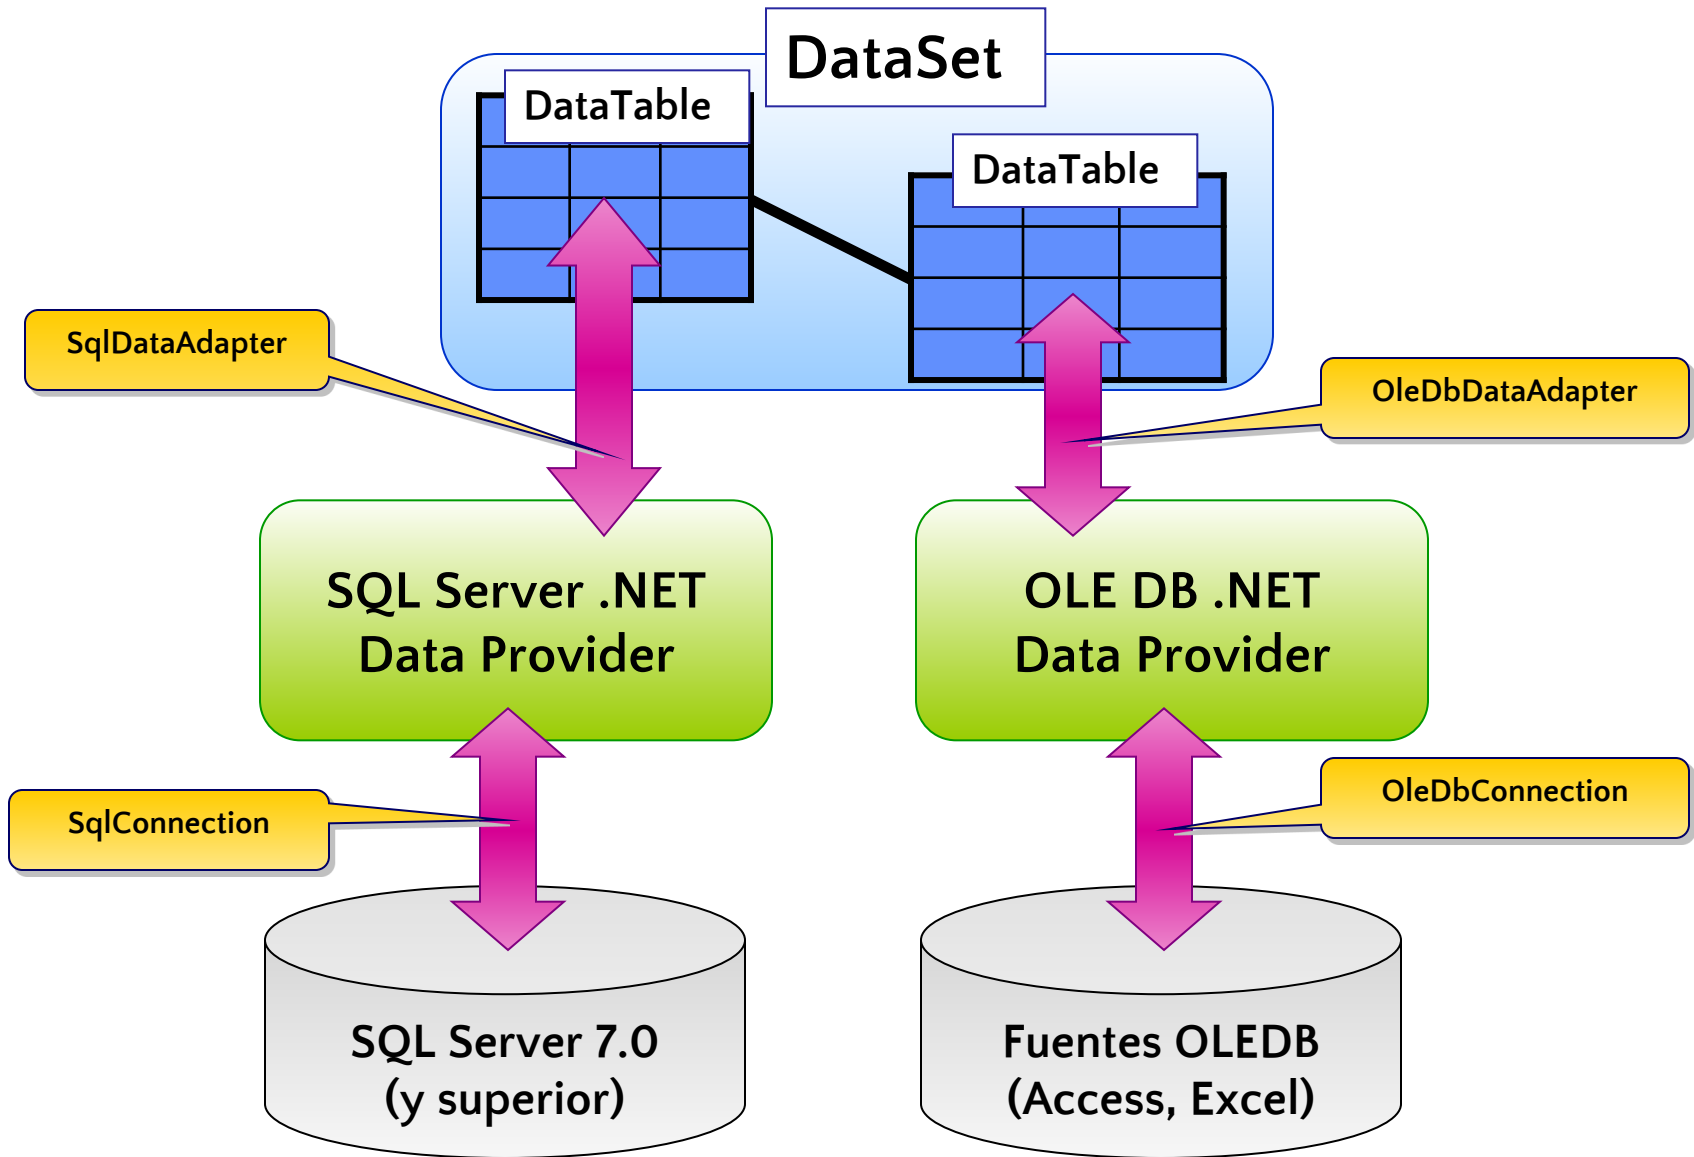 DataSet
DataTable
DataTable
SqlDataAdapter
OleDbDataAdapter
SQL Server .NET
Data Provider
OLE DB .NET
Data Provider
SqlConnection
OleDbConnection
SQL Server 7.0
(y superior)
Fuentes OLEDB
(Access, Excel)